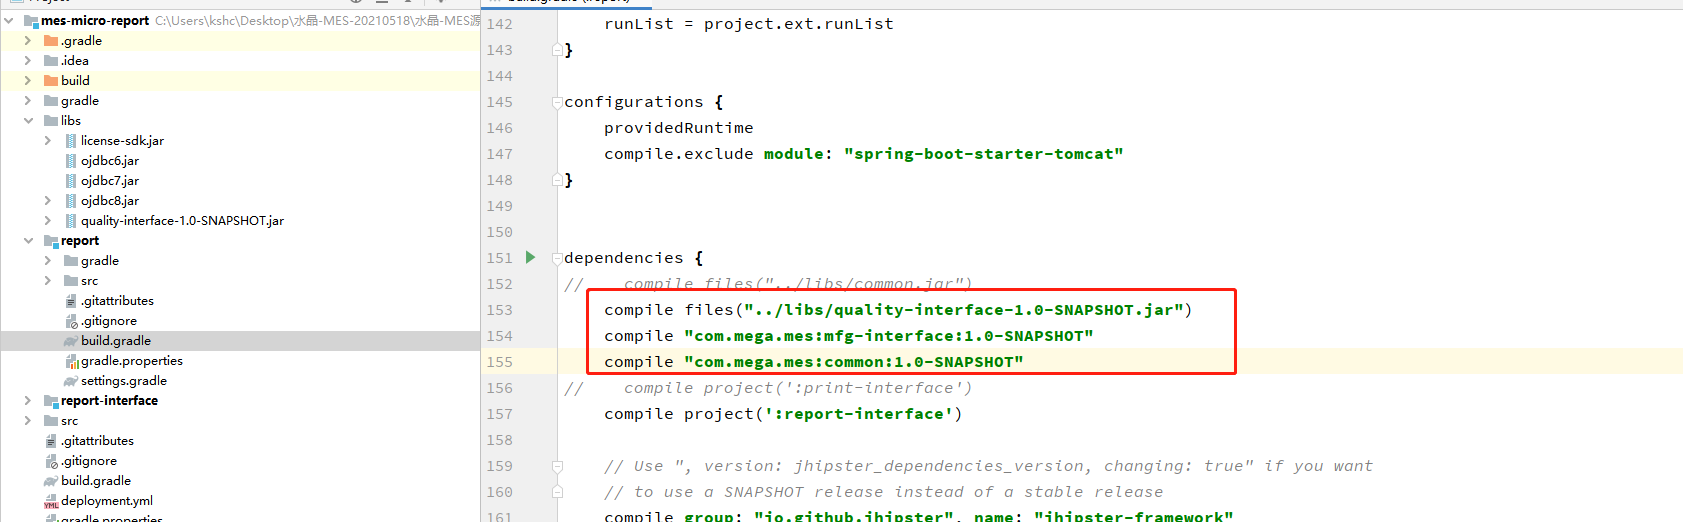 Project
build.gradle (:report)
mes-micro-report C:\Users\kshc\Desktop\水晶-MES-20210518\水晶-MES源
.gradle
.idea
build
gradle
libs
license-sdk.jar
ojdbc6.jar
ojdbc7.jar
ojdbc8.jar
quality-interface-1.0-SNAPSHOT.jar
report
gradle
src
.gitattributes
.gitignore
build.gradle
gradle.properties
settings.gradle
report-interface
src
.gitattributes
.gitignore
build.gradle
deployment.yml
gradle.properties
142 runList = project.ext.runList
143 }
144
145 configurations {
146 providedRuntime
147 compile.exclude module: "spring-boot-starter-tomcat"
148 }
149
150
151 dependencies {
152 // compile files("../libs/common.jar")
153 compile files("../libs/quality-interface-1.0-SNAPSHOT.jar")
154 compile "com.mega.mes:mfg-interface:1.0-SNAPSHOT"
155 compile "com.mega.mes:common:1.0-SNAPSHOT"
156 // compile project(':print-interface')
157 compile project(':report-interface')
158
159 // Use ", version: jhipster_dependencies_version, changing: true" if you want
160 // to use a SNAPSHOT release instead of a stable release
161 compile group: "io.github.jhipster", name: "jhipster-framework"